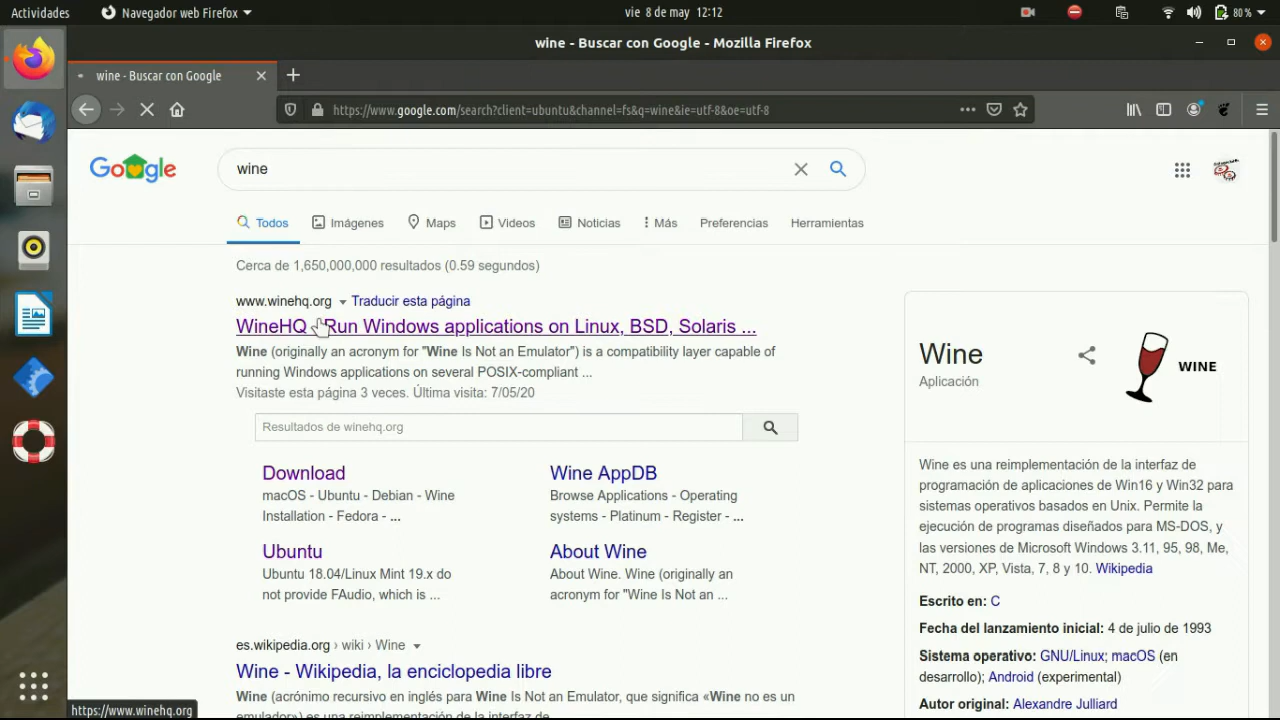 Actividades
Navegador web Firefox
vie 8 de may 12:12
80 %
wine - Buscar con Google - Mozilla Firefox
wine - Buscar con Google
https://www.google.com/search?client=ubuntu&channel=fs&q=wine&ie=utf-8&oe=utf-8
Google
wine
Todos
Imágenes
Maps
Videos
Noticias
Más
Preferencias
Herramientas
Cerca de 1,650,000,000 resultados (0.59 segundos)
www.winehq.org Traducir esta página
WineHQ - Run Windows applications on Linux, BSD, Solaris ...
Wine (originally an acronym for "Wine Is Not an Emulator") is a compatibility layer capable of
running Windows applications on several POSIX-compliant ...
Visitaste esta página 3 veces. Última visita: 7/05/20
Resultados de winehq.org
Download
macOS - Ubuntu - Debian - Wine
Installation - Fedora - ...
Wine AppDB
Browse Applications - Operating
systems - Platinum - Register - ...
Ubuntu
Ubuntu 18.04/Linux Mint 19.x do
not provide FAudio, which is ...
About Wine
About Wine. Wine (originally an
acronym for "Wine Is Not an ...
es.wikipedia.org › wiki › Wine
Wine - Wikipedia, la enciclopedia libre
Wine (acrónimo recursivo en inglés para Wine Is Not an Emulator, que significa «Wine no es un
emulador») es una reimplementación de la interfaz de
Wine
Aplicación
WINE
Wine es una reimplementación de la interfaz de
programación de aplicaciones de Win16 y Win32 para
sistemas operativos basados en Unix. Permite la
ejecución de programas diseñados para MS-DOS, y
las versiones de Microsoft Windows 3.11, 95, 98, Me,
NT, 2000, XP, Vista, 7, 8 y 10. Wikipedia
Escrito en: C
Fecha del lanzamiento inicial: 4 de julio de 1993
Sistema operativo: GNU/Linux; macOS (en
desarrollo); Android (experimental)
Autor original: Alexandre Julliard
https://www.winehq.org